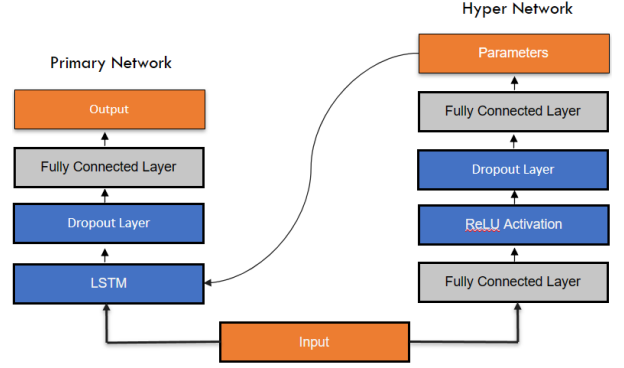 Hyper Network
Primary Network
Parameters
Output
Fully Connected Layer
Fully Connected Layer
Dropout Layer
Dropout Layer
ReLU Activation
LSTM
Fully Connected Layer
Input